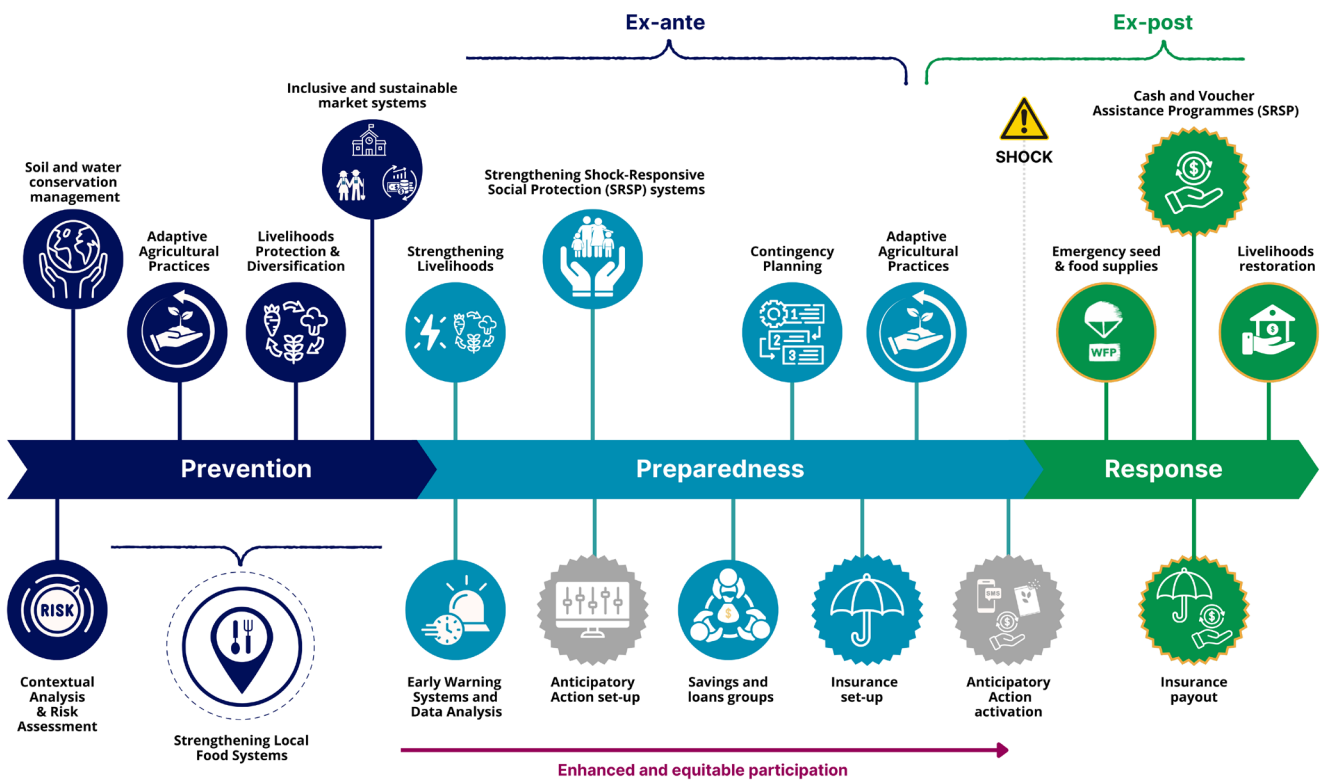 Ex-ante
Ex-post
Inclusive and sustainable
market systems
Cash and Voucher
Assistance Programmes (SRSP)
SHOCK
Soil and water
conservation
management
Strengthening Shock-Responsive
Social Protection (SRSP) systems
Adaptive
Agricultural
Practices
Livelihoods
Protection &
Diversification
Strengthening
Livelihoods
Contingency
Planning
Adaptive
Agricultural
Practices
Emergency seed
& food supplies
Livelihoods
restoration
$
1
2
3
WFP
$
Prevention
Preparedness
Response
RISK
$
SMS
$
$
Contextual
Analysis
& Risk
Assessment
Strengthening Local
Food Systems
Early Warning
Systems and
Data Analysis
Anticipatory
Action set-up
Savings and
loans groups
Insurance
set-up
Anticipatory
Action
activation
Insurance
payout
Enhanced and equitable participation